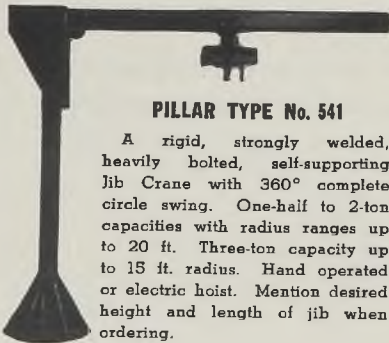 PILLAR TYPE No. 541
A rigid, strongly welded,
heavily bolted, self-supporting
Jib Crane with 360° complete
circle swing. One-half to 2-ton
capacities with radius ranges up
to 20 ft. Three-ton capacity up
to 15 ft. radius. Hand operated
or electric hoist. Mention desired
height and length of jib when
ordering.